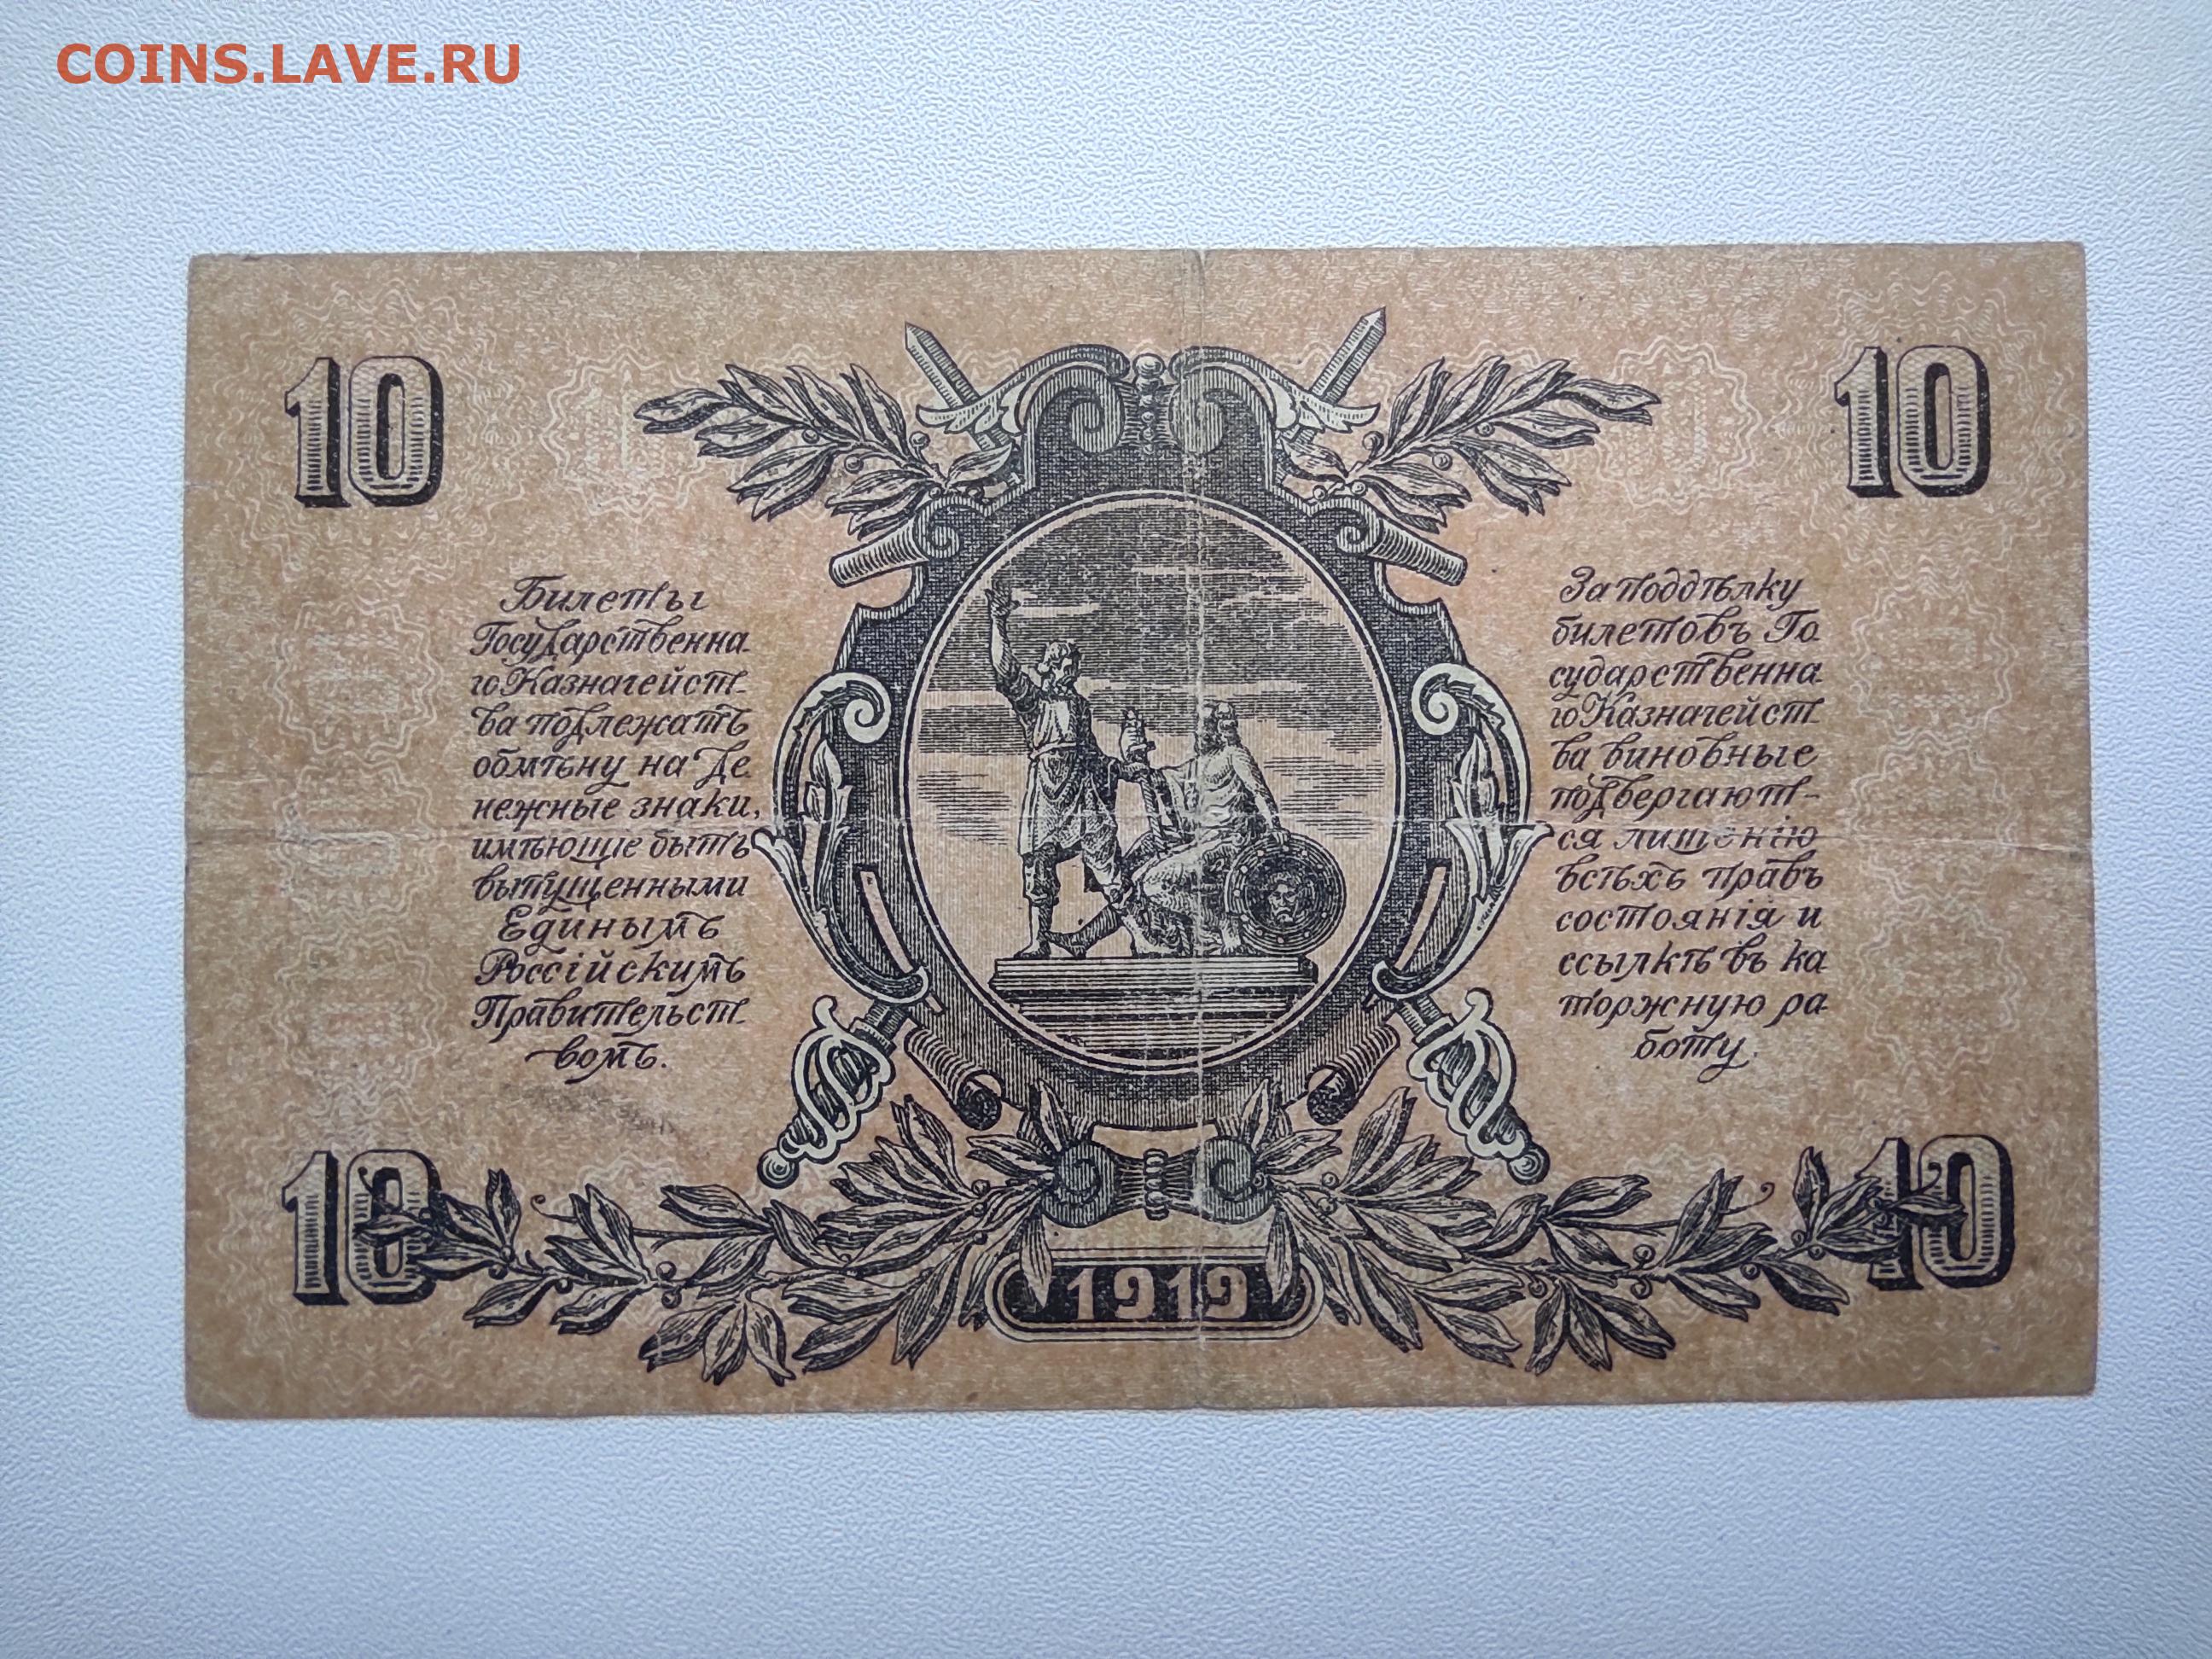 COINS.LAVE.RU
10
10
Билеты
Государственна-
го Казначейст-
ва подлежатъ
обмѣну на Де-
нежные знаки,
имѣющіе быть
выпущенными
Единымъ
Россійскимъ
Правительст-
вомъ.
За поддѣлку
билетовъ Го-
сударственна-
го Казначейст-
ва виновные
подвергают-
ся лишенію
всѣхъ правъ
состоянія и
ссылкѣ въ ка-
торжную ра-
боту.
10
10
1919